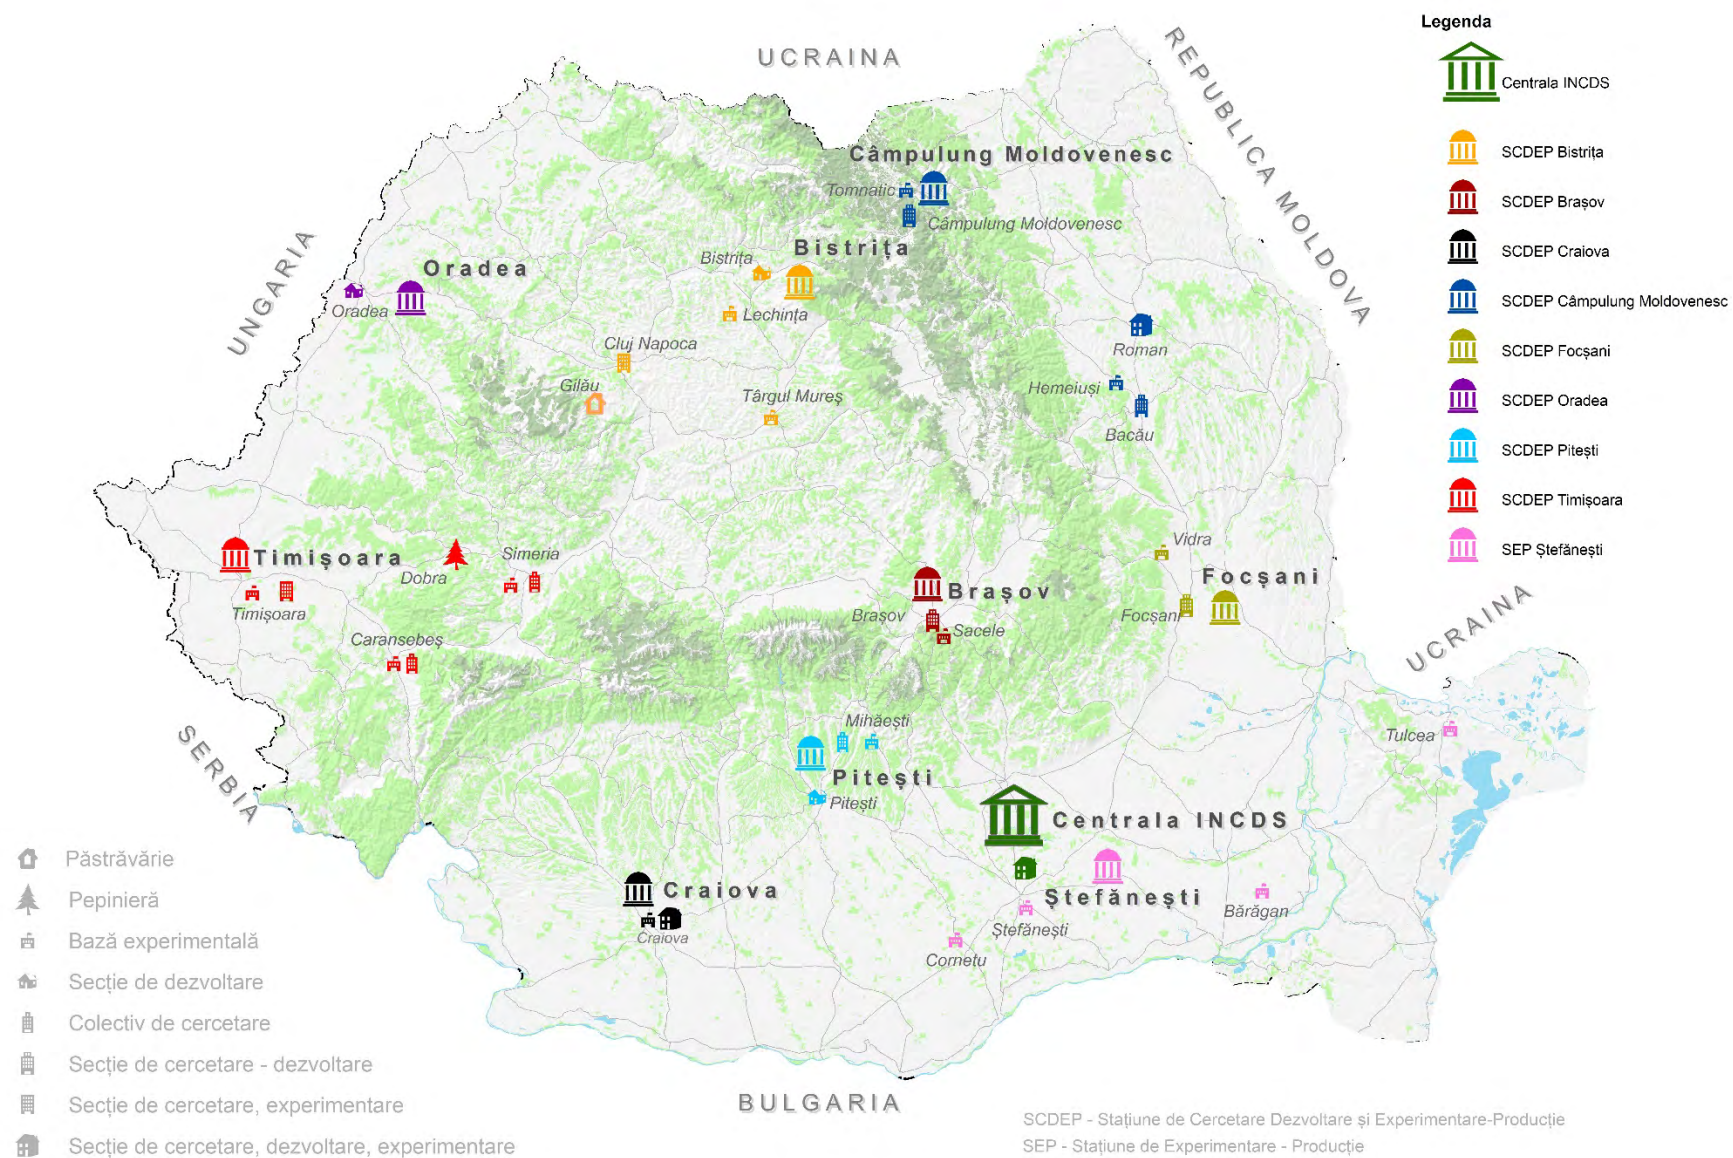 Legenda
Centrala INCDS
SCDEP Bistrița
SCDEP Brașov
SCDEP Craiova
SCDEP Câmpulung Moldovenesc
SCDEP Focșani
SCDEP Oradea
SCDEP Pitești
SCDEP Timișoara
SEP Ștefănești
UCRAINA
REPUBLICA MOLDOVA
UNGARIA
SERBIA
BULGARIA
UCRAINA
Câmpulung Moldovenesc
Tomnatic
Câmpulung Moldovenesc
Bistrița
Bistrița
Lechința
Oradea
Oradea
Cluj Napoca
Gilău
Târgul Mureș
Roman
Hemeiuși
Bacău
Timișoara
Timișoara
Dobra
Simeria
Caransebeș
Brașov
Brașov
Sacele
Vidra
Focșani
Focșani
Tulcea
Mihăești
Pitești
Pitești
Centrala INCDS
Ștefănești
Ștefănești
Bărăgan
Cornetu
Craiova
Craiova
Păstrăvărie
Pepinieră
Bază experimentală
Secție de dezvoltare
Colectiv de cercetare
Secție de cercetare - dezvoltare
Secție de cercetare, experimentare
Secție de cercetare, dezvoltare, experimentare
SCDEP - Stațiune de Cercetare Dezvoltare și Experimentare-Producție
SEP - Stațiune de Experimentare - Producție